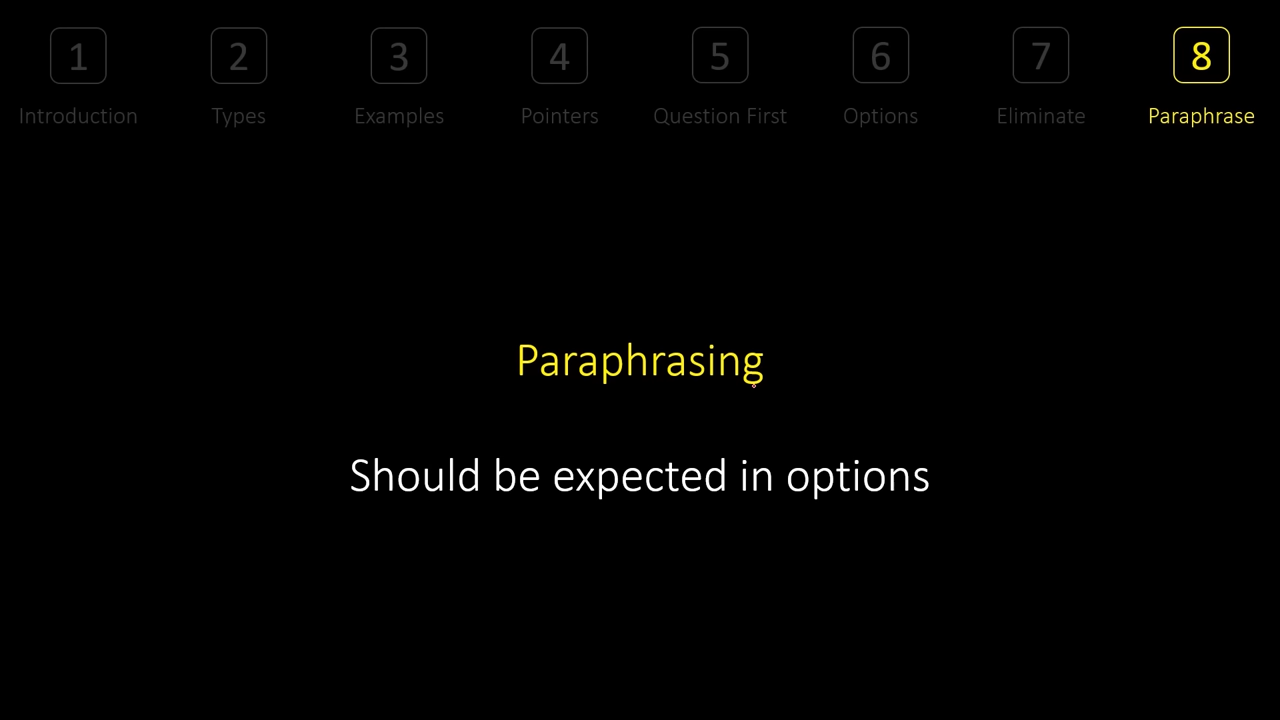 1 2 3 4 5 6 7 8
Introduction Types Examples Pointers Question First Options Eliminate Paraphrase
Paraphrasing
Should be expected in options